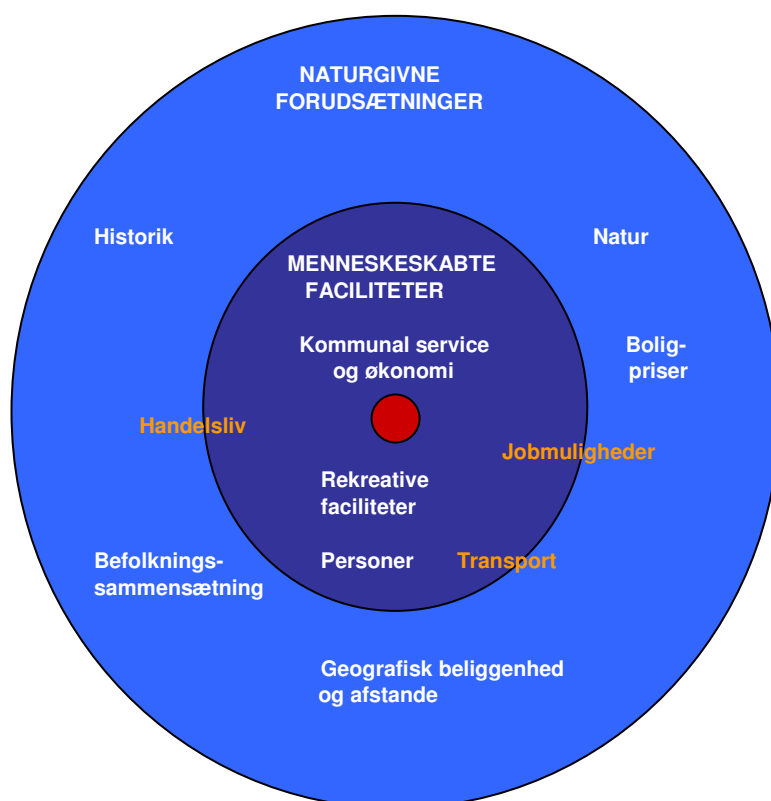 NATURGIVNE
FORUDSÆTNINGER
Historik
Natur
MENNESKESKABTE
FACILITETER
Kommunal service
og økonomi
Bolig-
priser
Handelsliv
Jobmuligheder
Rekreative
faciliteter
Befolknings-
sammensætning
Personer
Transport
Geografisk beliggenhed
og afstande